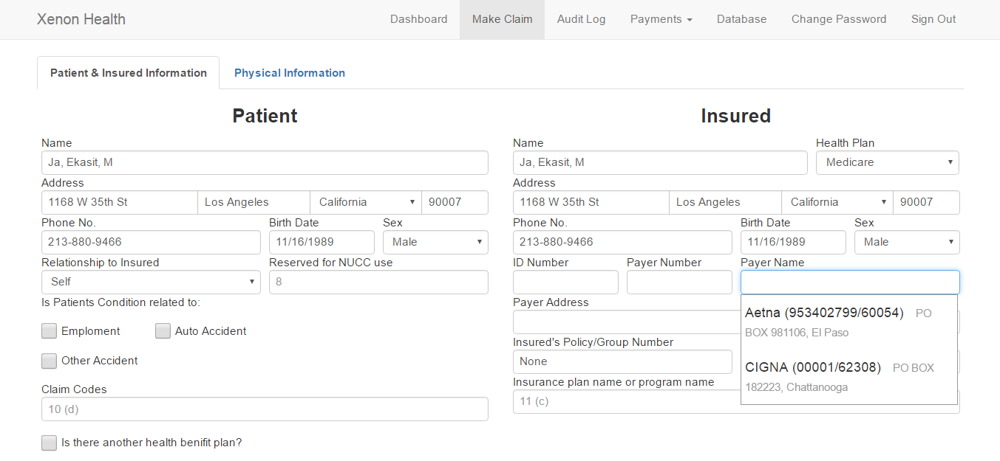 Xenon Health Dashboard Make Claim Audit Log Payments Database Change Password Sign Out
Patient & Insured Information Physical Information
Patient
Name
Ja, Ekasit, M
Address
1168 W 35th St Los Angeles California 90007
Phone No. Birth Date Sex
213-880-9466 11/16/1989 Male
Relationship to Insured Reserved for NUCC use
Self 8
Is Patients Condition related to:
Emploment Auto Accident
Other Accident
Claim Codes
10 (d)
Is there another health benifit plan?
Insured
Name Health Plan
Ja, Ekasit, M Medicare
Address
1168 W 35th St Los Angeles California 90007
Phone No. Birth Date Sex
213-880-9466 11/16/1989 Male
ID Number Payer Number Payer Name
Payer Address
Insured's Policy/Group Number
None
Insurance plan name or program name
11 (c)
Aetna (953402799/60054) PO
BOX 981106, El Paso
CIGNA (00001/62308) PO BOX
182223, Chattanooga